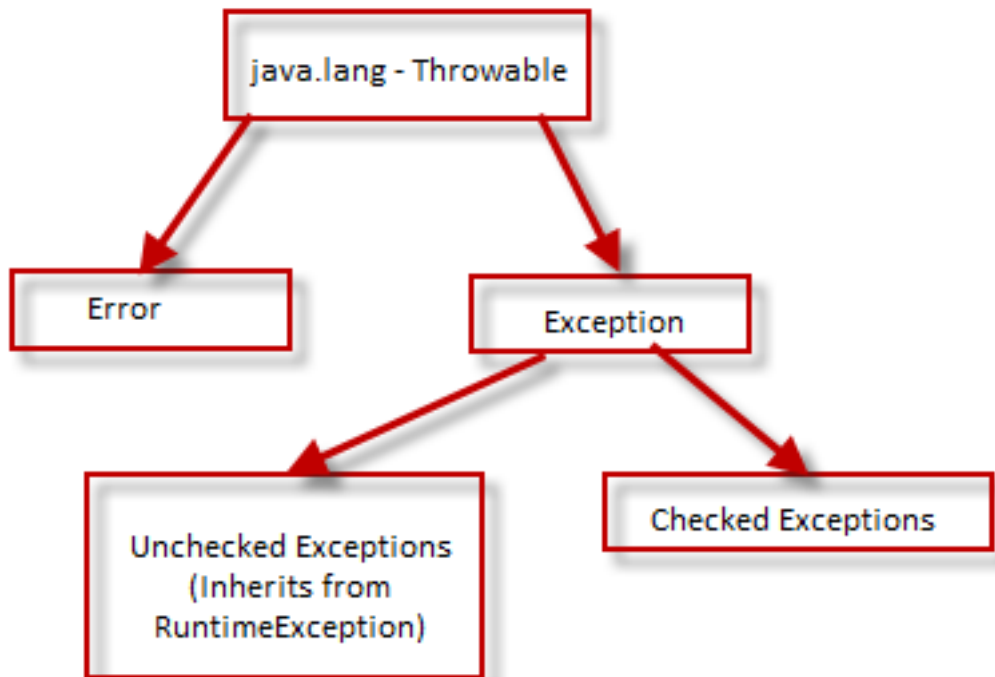 java.lang - Throwable
Error
Exception
Unchecked Exceptions
(Inherits from
RuntimeException)
Checked Exceptions